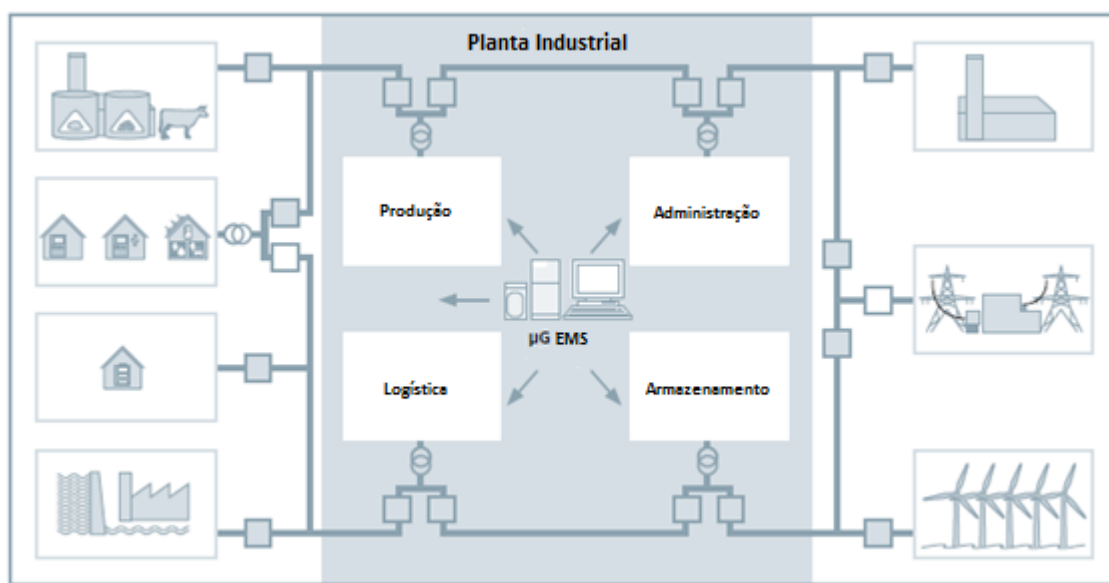 Planta Industrial
Produção
Administração
µG EMS
Logística
Armazenamento